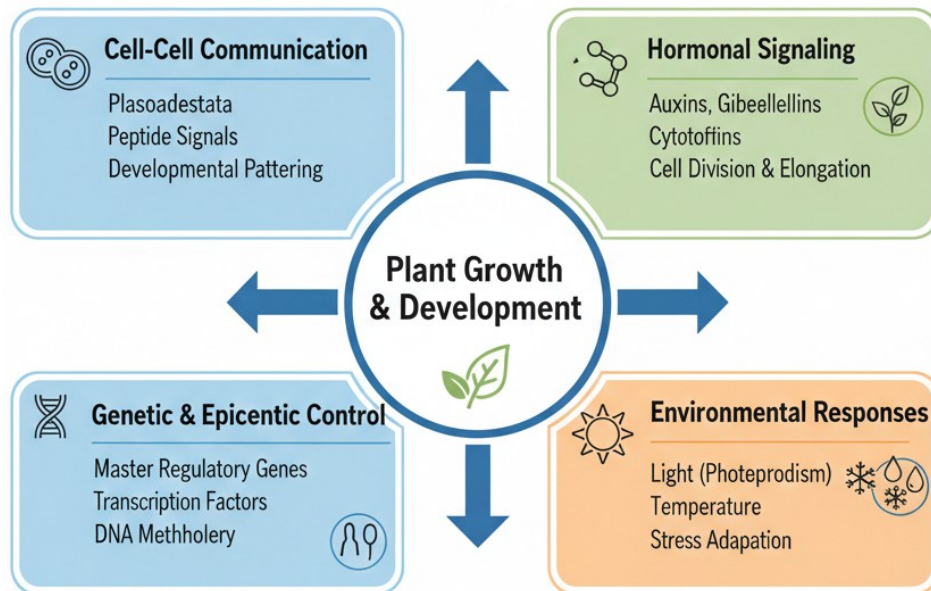 Cell-Cell Communication
Plasoadestata
Peptide Signals
Developmental Pattering
Hormonal Signaling
Auxins, Gibeellellins
Cytotoffins
Cell Division & Elongation
Plant Growth
& Development
Genetic & Epicentic Control
Master Regulatory Genes
Transcription Factors
DNA Methholery
Environmental Responses
Light (Photeprodism)
Temperature
Stress Adapation